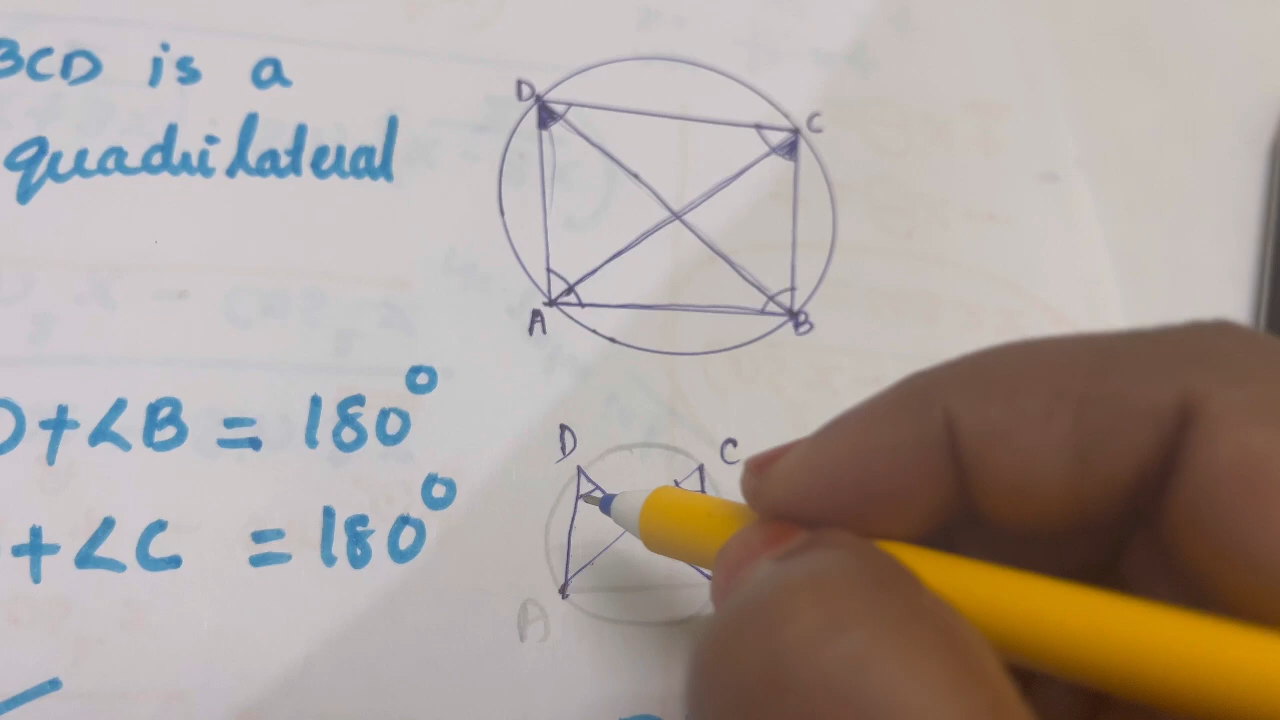 BCD is a
quadrilateral
D
C
A
B
D+∠B = 180°
D
C
+∠C = 180°
A